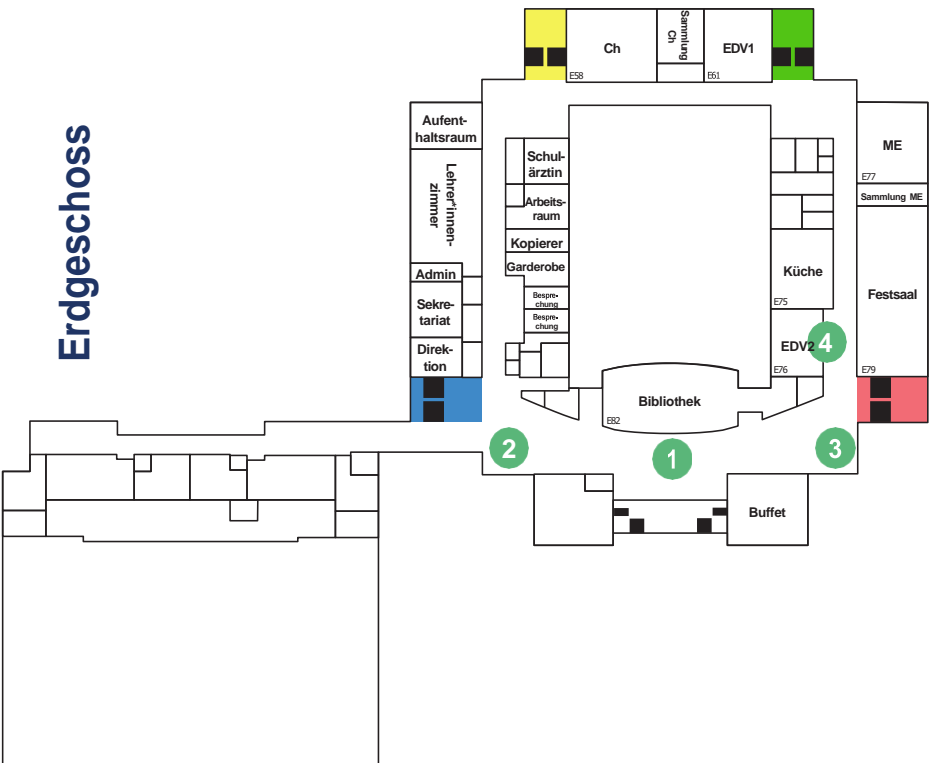 Erdgeschoss
Ch
E58
Sammlung
Ch
EDV1
E61
Aufent-
haltsraum
Lehrer*innen-
zimmer
Admin
Sekre-
tariat
Direk-
tion
Schul-
ärztin
Arbeits-
raum
Kopierer
Garderobe
Bespre-
chung
Bespre-
chung
Küche
E75
EDV2
E76
4
ME
E77
Sammlung ME
Festsaal
E79
Bibliothek
E82
2
1
3
Buffet